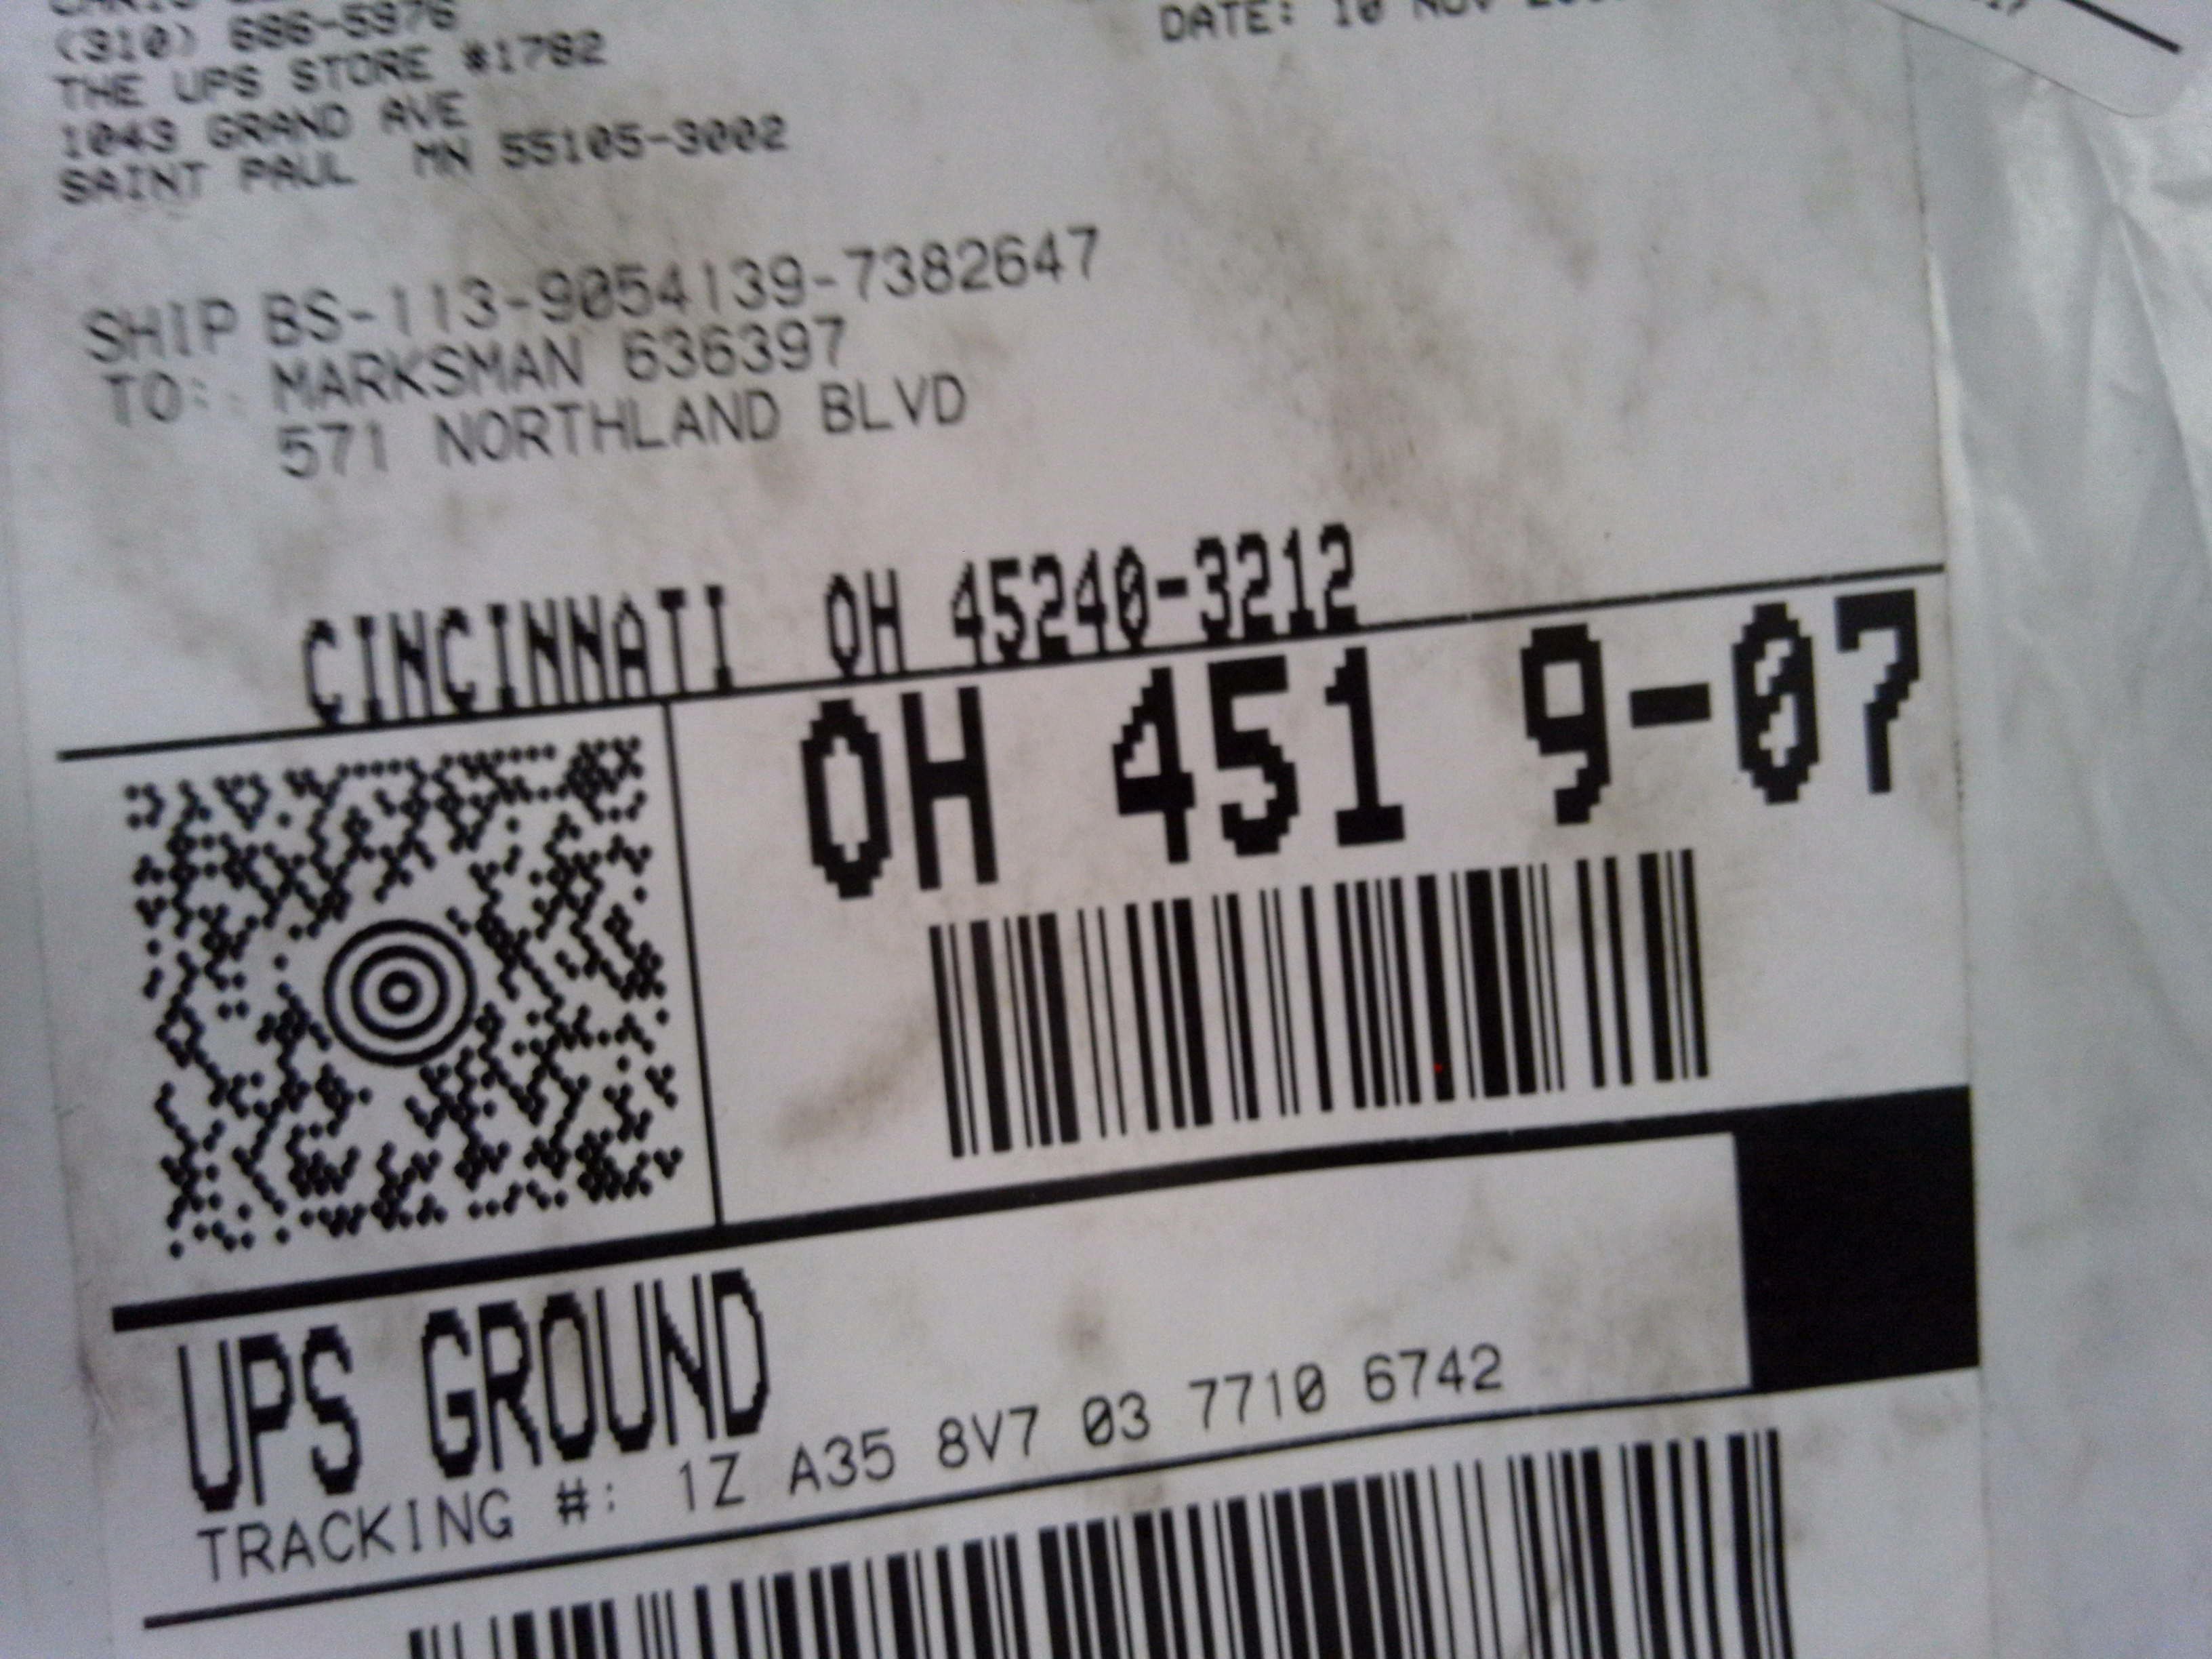 (310) 686-5976
THE UPS STORE #1782
1043 GRAND AVE
SAINT PAUL MN 55105-3002
DATE: 10 NOV
SHIP BS-113-9054139-7382647
TO: MARKSMAN 636397
571 NORTHLAND BLVD
CINCINNATI OH 45240-3212
OH 451 9-07
UPS GROUND
TRACKING #: 1Z A35 8V7 03 7710 6742